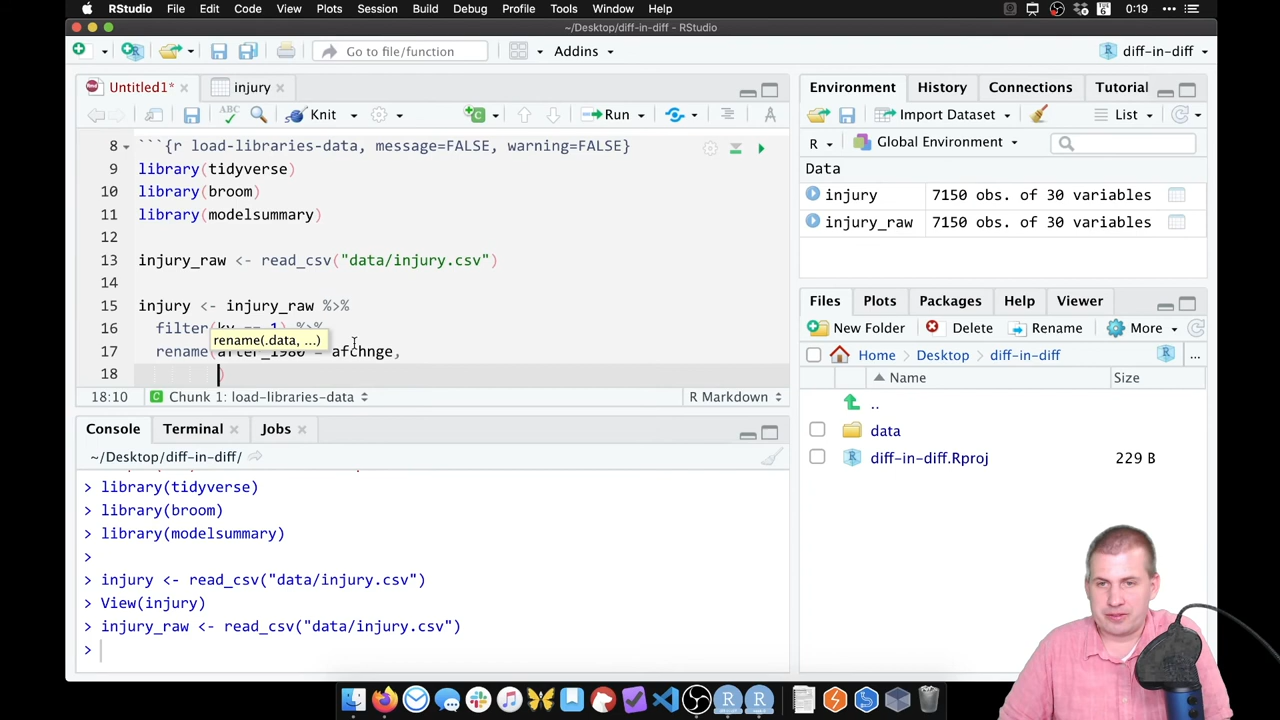 RStudio File Edit Code View Plots Session Build Debug Profile Tools Window Help 0:19
~/Desktop/diff-in-diff - RStudio
Go to file/function Addins diff-in-diff
Untitled1* injury
Knit Run
8 ```{r load-libraries-data, message=FALSE, warning=FALSE}
9 library(tidyverse)
10 library(broom)
11 library(modelsummary)
12
13 injury_raw <- read_csv("data/injury.csv")
14
15 injury <- injury_raw %>%
16 filter(ky == 1) %>%
rename(.data, ...)
17 rename(after_1980 = afchnge,
18 )
18:10 Chunk 1: load-libraries-data R Markdown
Console Terminal Jobs
~/Desktop/diff-in-diff/
> library(tidyverse)
> library(broom)
> library(modelsummary)
>
> injury <- read_csv("data/injury.csv")
> View(injury)
> injury_raw <- read_csv("data/injury.csv")
>
Environment History Connections Tutorial
Import Dataset List
R Global Environment
Data
injury 7150 obs. of 30 variables
injury_raw 7150 obs. of 30 variables
Files Plots Packages Help Viewer
New Folder Delete Rename More
Home Desktop diff-in-diff ...
Name Size
..
data
diff-in-diff.Rproj 229 B